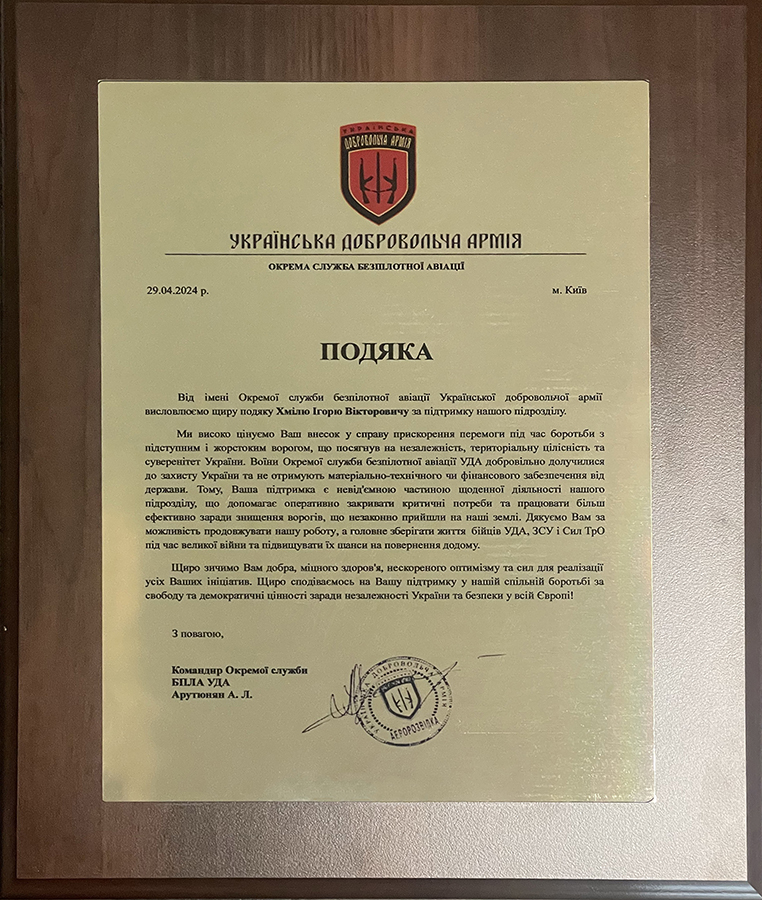 УКРАЇНСЬКА
ДОБРОВОЛЬЧА АРМІЯ
УКРАЇНСЬКА ДОБРОВОЛЬЧА АРМІЯ
ОКРЕМА СЛУЖБА БЕЗПІЛОТНОЇ АВІАЦІЇ
29.04.2024 р. м. Київ
ПОДЯКА
Від імені Окремої служби безпілотної авіації Української добровольчої армії
висловлюємо щиру подяку Хмілю Ігорю Вікторовичу за підтримку нашого підрозділу.
Ми високо цінуємо Ваш внесок у справу прискорення перемоги під час боротьби з
підступним і жорстоким ворогом, що посягнув на незалежність, територіальну цілісність та
суверенітет України. Воїни Окремої служби безпілотної авіації УДА добровільно долучилися
до захисту України та не отримують матеріально-технічного чи фінансового забезпечення від
держави. Тому, Ваша підтримка є невід'ємною частиною щоденної діяльності нашого
підрозділу, що допомагає оперативно закривати критичні потреби та працювати більш
ефективно заради знищення ворогів, що незаконно прийшли на наші землі. Дякуємо Вам за
можливість продовжувати нашу роботу, а головне зберігати життя бійців УДА, ЗСУ і Сил ТрО
під час великої війни та підвищувати їх шанси на повернення додому.
Щиро зичимо Вам добра, міцного здоров'я, нескореного оптимізму та сил для реалізації
усіх Ваших ініціатив. Щиро сподіваємось на Вашу підтримку у нашій спільній боротьбі за
свободу та демократичні цінності заради незалежності України та безпеки у всій Європі!
З повагою,
Командир Окремої служби
БПЛА УДА
Арутюнян А. Л.
УКРАЇНСЬКА ДОБРОВОЛЬЧА АРМІЯ
АЕРОРОЗВІДКА